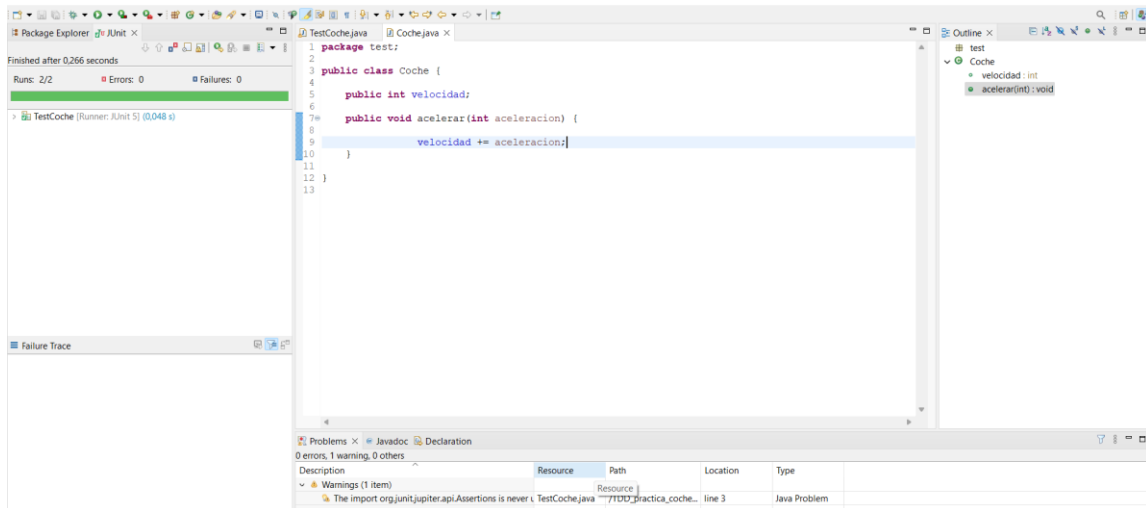 Package Explorer JUnit
Finished after 0,266 seconds
Runs: 2/2 Errors: 0 Failures: 0
TestCoche [Runner: JUnit 5] (0,048 s)
Failure Trace
TestCoche.java Coche.java
1 package test;
2
3 public class Coche {
4
5 public int velocidad;
6
7 public void acelerar(int aceleracion) {
8
9 velocidad += aceleracion;
10 }
11
12 }
13
Outline
test
Coche
velocidad : int
acelerar(int) : void
Problems Javadoc Declaration
0 errors, 1 warning, 0 others
Description Resource Path Location Type
Warnings (1 item)
Resource
The import org.junit.jupiter.api.Assertions is never u TestCoche.java /TDD_practica_coche... line 3 Java Problem